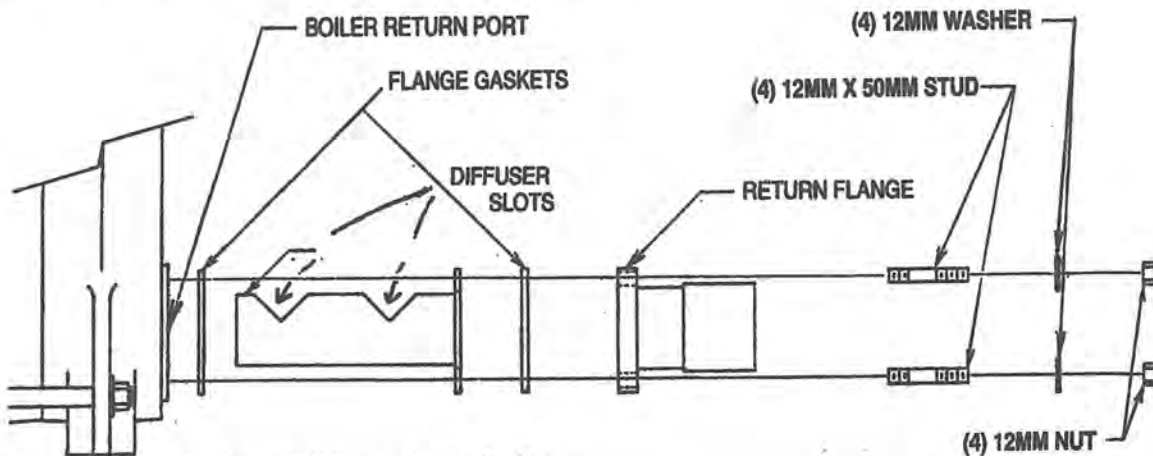 BOILER RETURN PORT
(4) 12MM WASHER
FLANGE GASKETS
(4) 12MM X 50MM STUD
DIFFUSER
SLOTS
RETURN FLANGE
(4) 12MM NUT